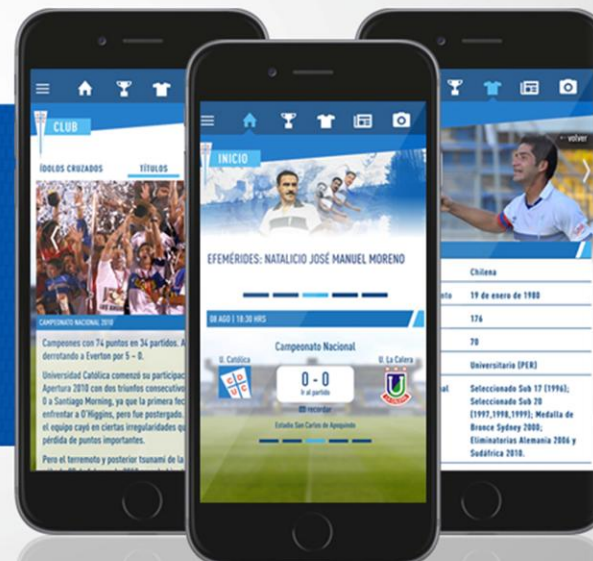 CLUB
ÍDOLOS CRUZADOS
TÍTULOS
CAMPEONATO NACIONAL 2010
Campeones con 74 puntos en 34 partidos. A
derrotando a Everton por 5 - 0.
Universidad Católica comenzó su participac
Apertura 2010 con dos triunfos consecutivo
0 a Santiago Morning, ya que la primera fec
enfrentar a O'Higgins, pero fue postergado.
el equipo cayó en ciertas irregularidades qu
pérdida de puntos importantes.
Pero el terremoto y posterior tsunami de la
INICIO
EFEMÉRIDES: NATALICIO JOSÉ MANUEL MORENO
08 AGO | 18:30 HRS
Campeonato Nacional
U. Católica
U. La Calera
0 - 0
Ir al partido
recordar
Estadio San Carlos de Apoquindo
volver
Chilena
19 de enero de 1980
176
70
Universitario (PER)
Seleccionado Sub 17 (1996);
Seleccionado Sub 20
(1997,1998,1999); Medalla de
Bronce Sydney 2000;
Eliminatorias Alemania 2006 y
Sudáfrica 2010.